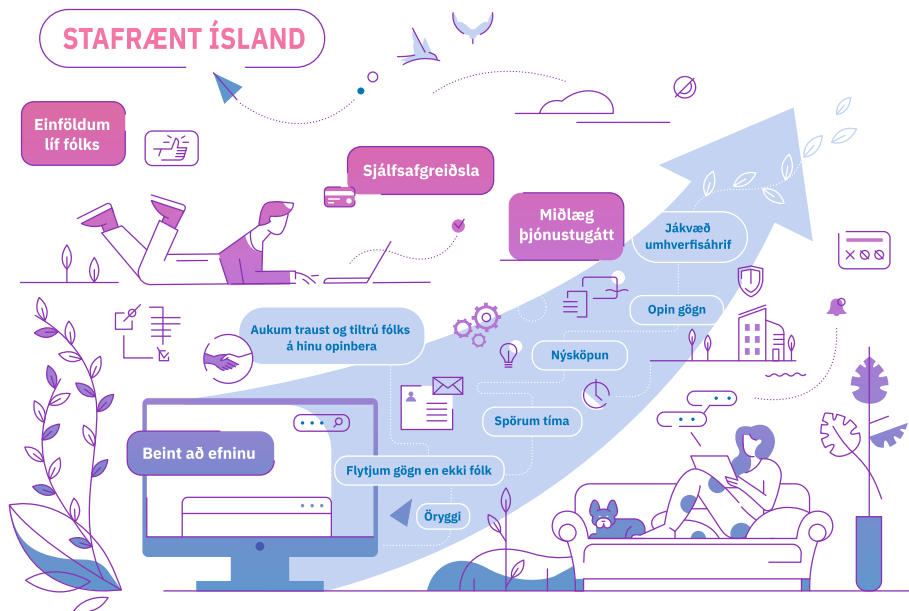 STAFRÆNT ÍSLAND
Einföldum
líf fólks
Sjálfsafgreiðsla
Miðlæg
þjónustugátt
Jákvæð
umhverfisáhrif
Opin gögn
Aukum traust og tiltrú fólks
á hinu opinbera
Nýsköpun
Spörum tíma
Beint að efninu
Flytjum gögn en ekki fólk
Öryggi